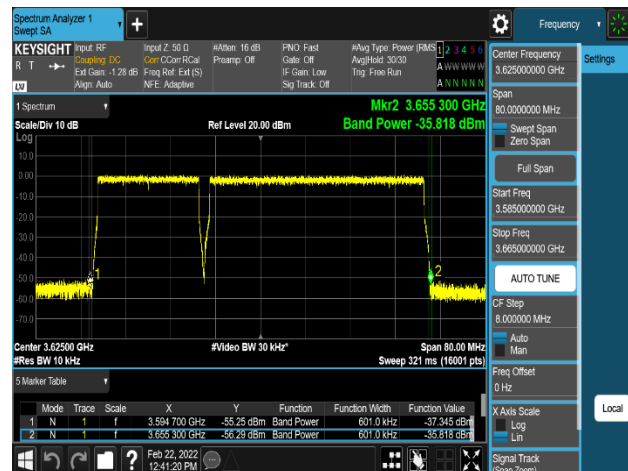 Spectrum Analyzer 1
Swept SA
Frequency
KEYSIGHT
R T
LXI
Input: RF
Coupling: DC
Ext Gain: -1.28 dB
Align: Auto
Input Z: 50 Ω
Corr CCorr RCal
Freq Ref: Ext (S)
NFE: Adaptive
#Atten: 16 dB
Preamp: Off
PNO: Fast
Gate: Off
IF Gain: Low
Sig Track: Off
#Avg Type: Power (RMS
Avg|Hold: 30/30
Trig: Free Run
1 2 3 4 5 6
A W W W W W
A N N N N N
1 Spectrum
Scale/Div 10 dB
Log
Ref Level 20.00 dBm
Mkr2 3.655 300 GHz
Band Power -35.818 dBm
10.0
0.00
-10.0
-20.0
-30.0
-40.0
-50.0
-60.0
-70.0
1
2
Center 3.62500 GHz
#Res BW 10 kHz
#Video BW 30 kHz*
Span 80.00 MHz
Sweep 321 ms (16001 pts)
5 Marker Table
Mode Trace Scale X Y Function Function Width Function Value
1 N 1 f 3.594 700 GHz -55.25 dBm Band Power 601.0 kHz -37.345 dBm
2 N 1 f 3.655 300 GHz -56.29 dBm Band Power 601.0 kHz -35.818 dBm
?
Feb 22, 2022
12:41:20 PM
Center Frequency
3.625000000 GHz
Span
80.0000000 MHz
Swept Span
Zero Span
Full Span
Start Freq
3.585000000 GHz
Stop Freq
3.665000000 GHz
AUTO TUNE
CF Step
8.000000 MHz
Auto
Man
Freq Offset
0 Hz
X Axis Scale
Log
Lin
Signal Track
(Span Zoom)
Settings
Local